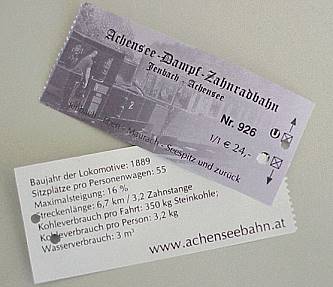 Achensee-Dampf-Zahnradbahn
Jenbach - Achensee
Nr. 926
1/1 € 24,-
Maurach - Seespitz und zurück
Baujahr der Lokomotive: 1889
Sitzplätze pro Personenwagen: 55
Maximalsteigung: 16 %
Streckenlänge: 6,7 km / 3,2 Zahnstange
Kohleverbrauch pro Fahrt: 350 kg Steinkohle;
Kohleverbrauch pro Person: 3,2 kg
Wasserverbrauch: 3 m³
www.achenseebahn.at